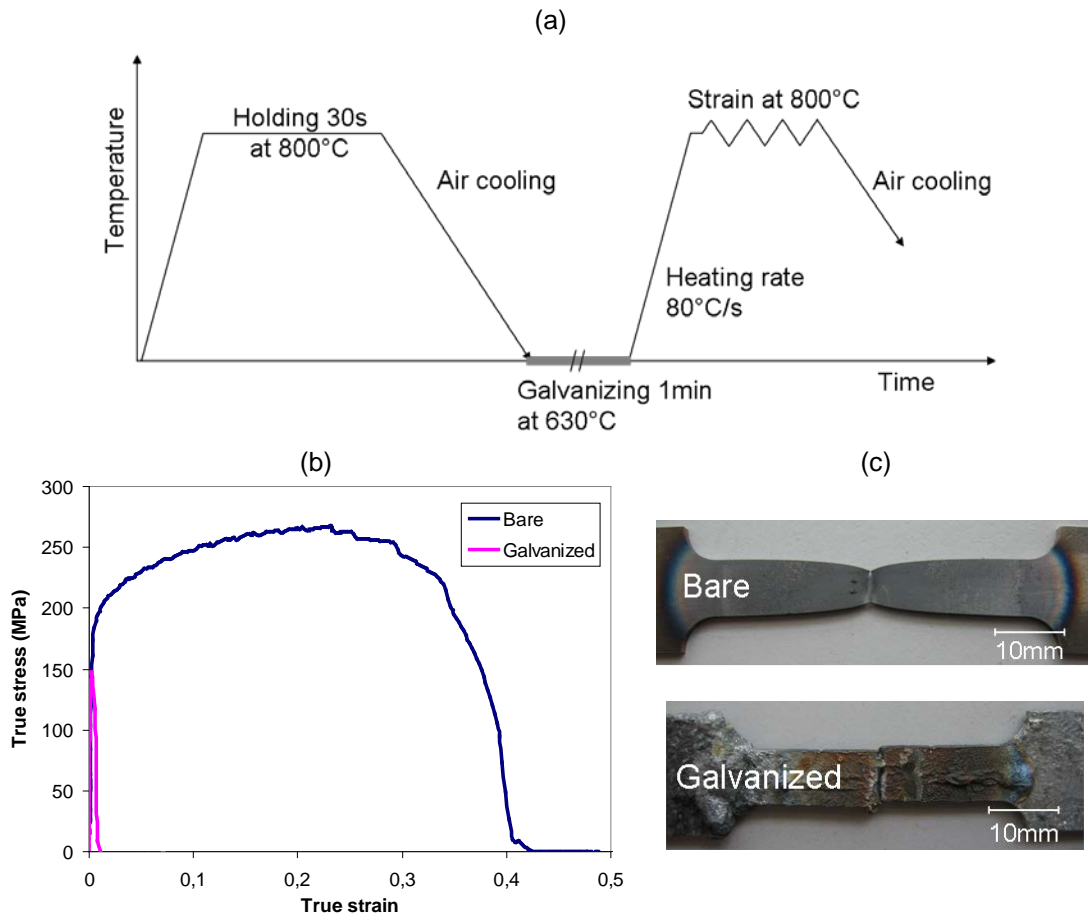 (a)
Temperature
Holding 30s
at 800°C
Air cooling
Strain at 800°C
Air cooling
Heating rate
80°C/s
Galvanizing 1min
at 630°C
Time
(b)
300
250
200
150
100
50
0
True stress (MPa)
Bare
Galvanized
0
0,1
0,2
0,3
0,4
0,5
True strain
(c)
Bare
10mm
Galvanized
10mm